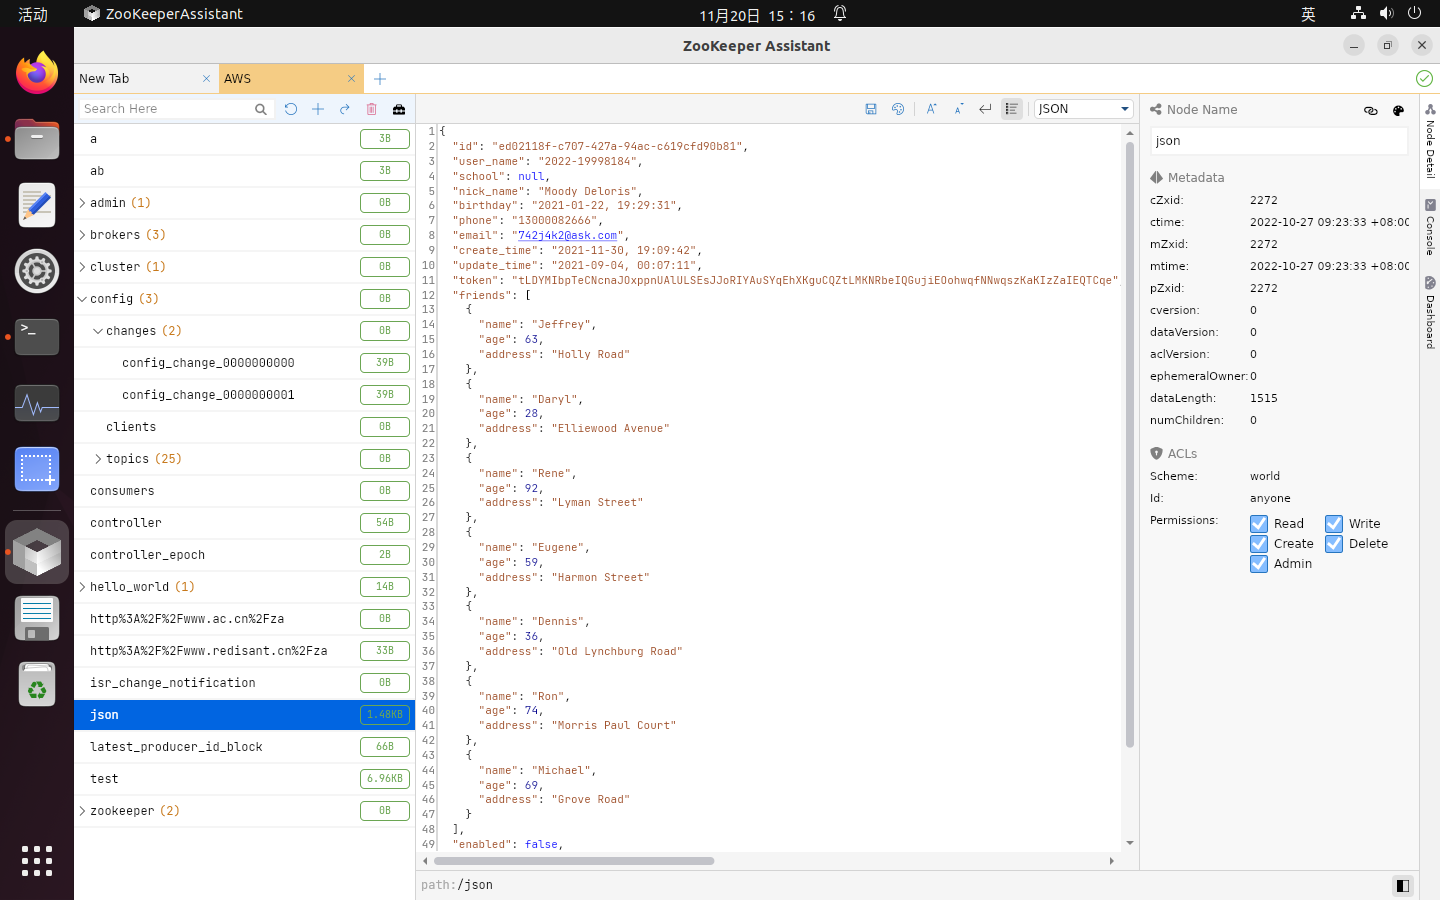 活动
ZooKeeperAssistant
11月20日 15：16
英
ZooKeeper Assistant
New Tab
AWS
Search Here
JSON
a 3B
ab 3B
admin (1) 0B
brokers (3) 0B
cluster (1) 0B
config (3) 0B
changes (2) 0B
config_change_0000000000 39B
config_change_0000000001 39B
clients 0B
topics (25) 0B
consumers 0B
controller 54B
controller_epoch 2B
hello_world (1) 14B
http%3A%2F%2Fwww.ac.cn%2Fza 0B
http%3A%2F%2Fwww.redisant.cn%2Fza 33B
isr_change_notification 0B
json 1.48KB
latest_producer_id_block 66B
test 6.96KB
zookeeper (2) 0B
1 {
2 "id": "ed02118f-c707-427a-94ac-c619cfd90b81",
3 "user_name": "2022-19998184",
4 "school": null,
5 "nick_name": "Moody Deloris",
6 "birthday": "2021-01-22, 19:29:31",
7 "phone": "13000082666",
8 "email": "742j4k2@ask.com",
9 "create_time": "2021-11-30, 19:09:42",
10 "update_time": "2021-09-04, 00:07:11",
11 "token": "tLDYMIbpTeCNcnaJOxppnUAlULSEsJJoRIYAuSYqEhXKguCQZtLMKNRbeIQGujiEOohwqfNNwqszKaKIzZaIEQTCqe",
12 "friends": [
13 {
14 "name": "Jeffrey",
15 "age": 63,
16 "address": "Holly Road"
17 },
18 {
19 "name": "Daryl",
20 "age": 28,
21 "address": "Elliewood Avenue"
22 },
23 {
24 "name": "Rene",
25 "age": 92,
26 "address": "Lyman Street"
27 },
28 {
29 "name": "Eugene",
30 "age": 59,
31 "address": "Harmon Street"
32 },
33 {
34 "name": "Dennis",
35 "age": 36,
36 "address": "Old Lynchburg Road"
37 },
38 {
39 "name": "Ron",
40 "age": 74,
41 "address": "Morris Paul Court"
42 },
43 {
44 "name": "Michael",
45 "age": 69,
46 "address": "Grove Road"
47 }
48 ],
49 "enabled": false,
path:/json
Node Name
json
Metadata
cZxid: 2272
ctime: 2022-10-27 09:23:33 +08:00
mZxid: 2272
mtime: 2022-10-27 09:23:33 +08:00
pZxid: 2272
cversion: 0
dataVersion: 0
aclVersion: 0
ephemeralOwner: 0
dataLength: 1515
numChildren: 0
ACLs
Scheme: world
Id: anyone
Permissions: Read Write
Create Delete
Admin
Node Detail
Console
Dashboard